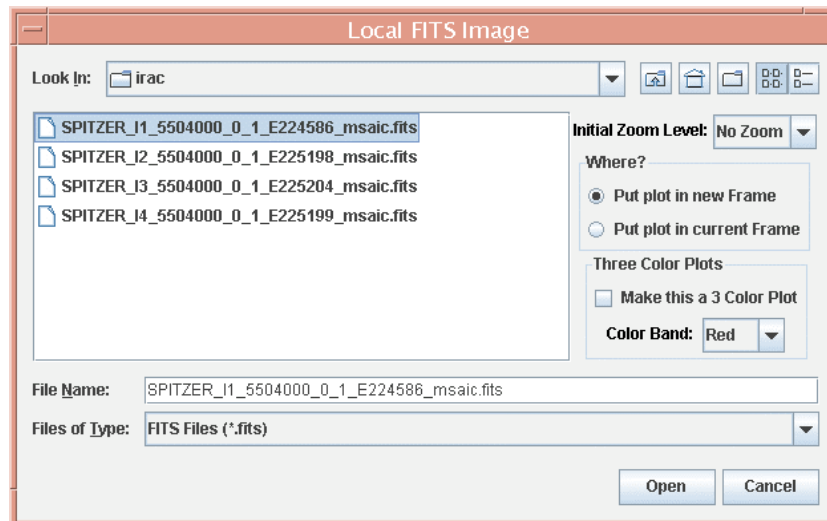 Local FITS Image
Look In: irac
SPITZER_I1_5504000_0_1_E224586_msaic.fits
SPITZER_I2_5504000_0_1_E225198_msaic.fits
SPITZER_I3_5504000_0_1_E225204_msaic.fits
SPITZER_I4_5504000_0_1_E225199_msaic.fits
Initial Zoom Level: No Zoom
Where?
Put plot in new Frame
Put plot in current Frame
Three Color Plots
Make this a 3 Color Plot
Color Band: Red
File Name: SPITZER_I1_5504000_0_1_E224586_msaic.fits
Files of Type: FITS Files (*.fits)
Open Cancel